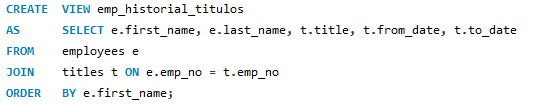 CREATE VIEW emp_historial_titulos
AS SELECT e.first_name, e.last_name, t.title, t.from_date, t.to_date
FROM employees e
JOIN titles t ON e.emp_no = t.emp_no
ORDER BY e.first_name;